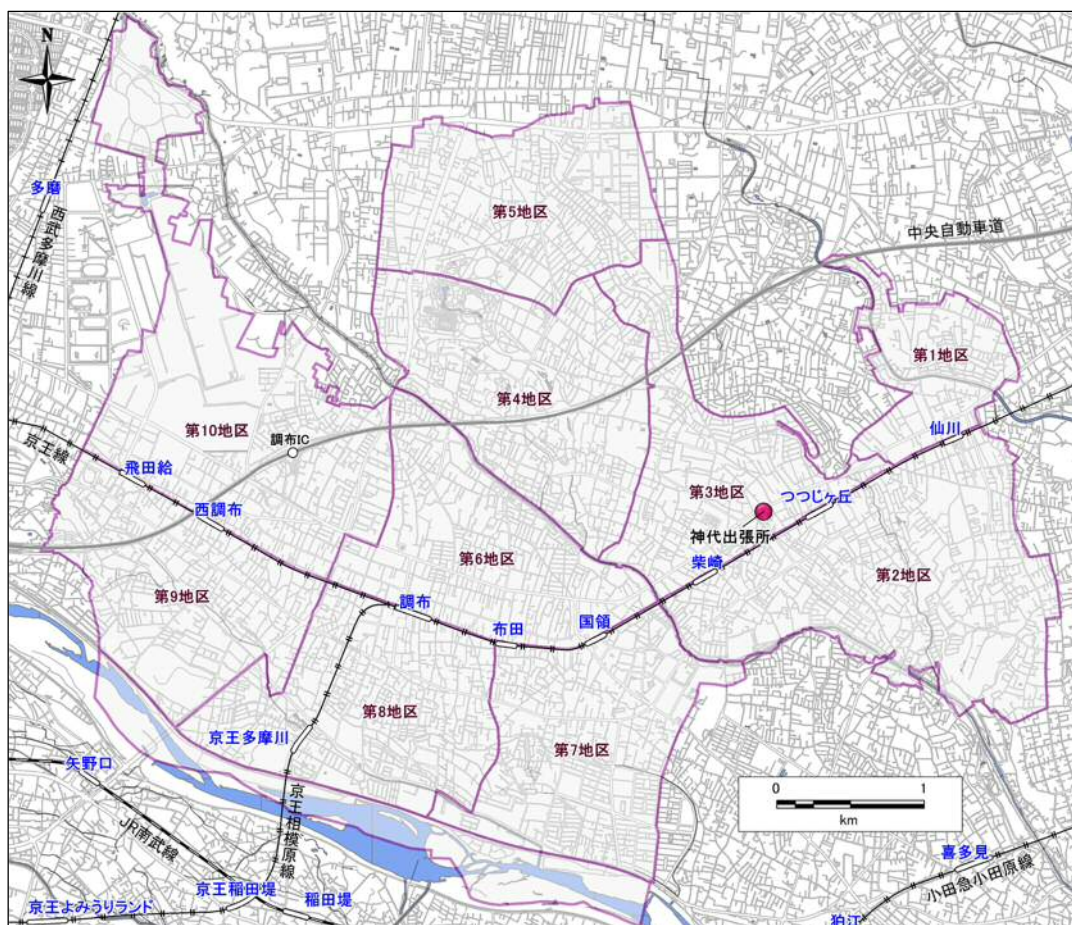 N
多磨
西武多摩川線
第5地区
中央自動車道
第1地区
第4地区
第10地区
調布IC
仙川
京王線
飛田給
西調布
第3地区
つつじヶ丘
神代出張所
第6地区
柴崎
第2地区
第9地区
調布
布田
国領
第8地区
京王多摩川
第7地区
矢野口
JR南武線
京王相模原線
0 1
km
喜多見
小田急小田原線
京王稲田堤
稲田堤
京王よみうりランド
狛江